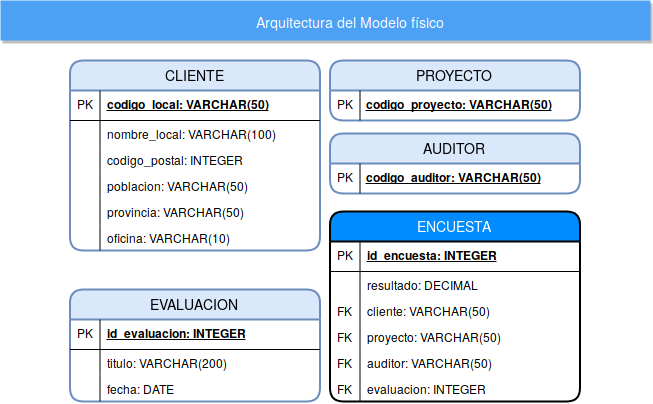 Arquitectura del Modelo físico
CLIENTE
PK codigo_local: VARCHAR(50)
nombre_local: VARCHAR(100)
codigo_postal: INTEGER
poblacion: VARCHAR(50)
provincia: VARCHAR(50)
oficina: VARCHAR(10)
PROYECTO
PK codigo_proyecto: VARCHAR(50)
AUDITOR
PK codigo_auditor: VARCHAR(50)
EVALUACION
PK id_evaluacion: INTEGER
titulo: VARCHAR(200)
fecha: DATE
ENCUESTA
PK id_encuesta: INTEGER
resultado: DECIMAL
FK cliente: VARCHAR(50)
FK proyecto: VARCHAR(50)
FK auditor: VARCHAR(50)
FK evaluacion: INTEGER